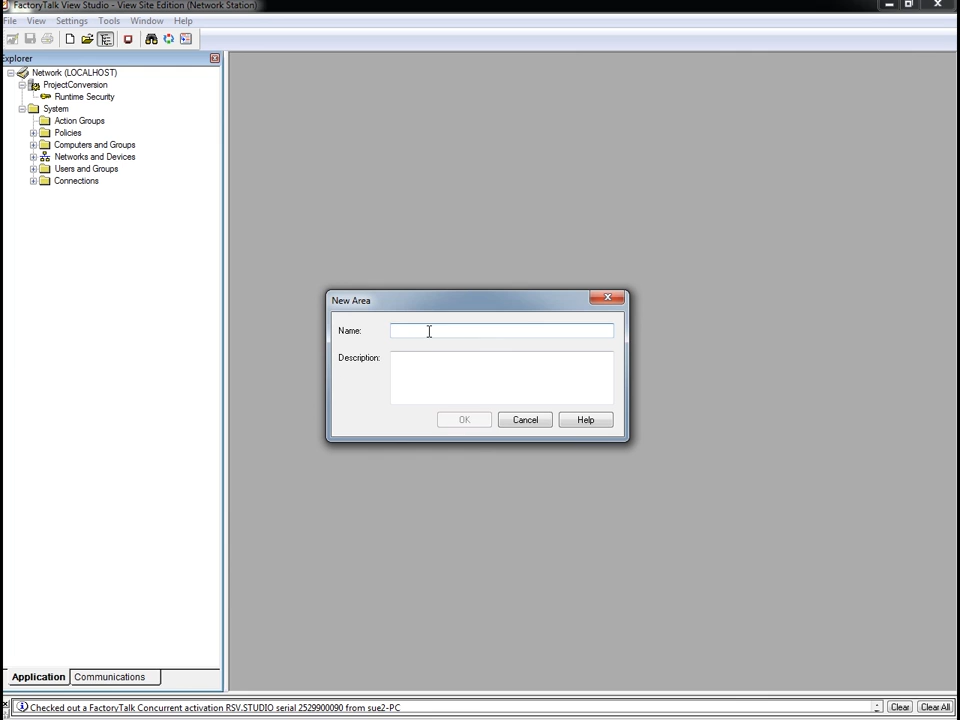 FactoryTalk View Studio - View Site Edition (Network Station)
File View Settings Tools Window Help
Explorer
Network (LOCALHOST)
ProjectConversion
Runtime Security
System
Action Groups
Policies
Computers and Groups
Networks and Devices
Users and Groups
Connections
New Area
Name:
Description:
OK Cancel Help
Application Communications
Checked out a FactoryTalk Concurrent activation RSV.STUDIO serial 2529900090 from sue2-PC
Clear Clear All